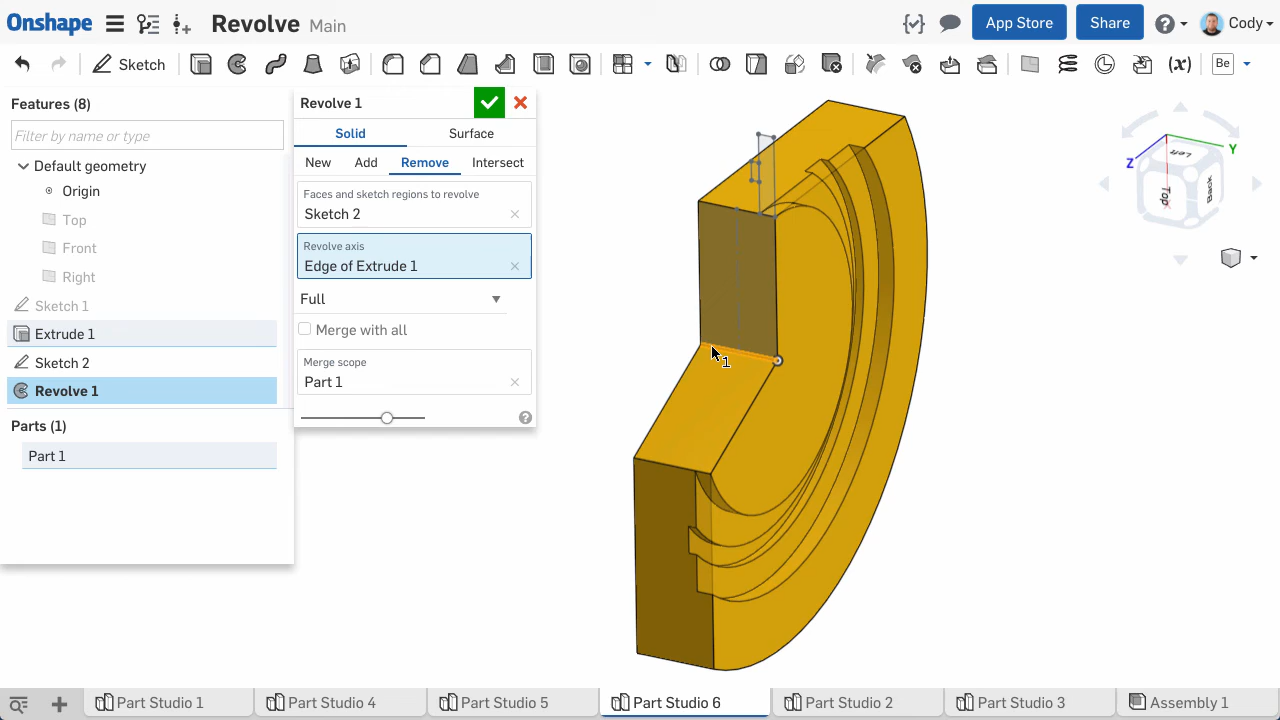 Onshape
Revolve Main
App Store
Share
Cody
Sketch
(x)
Be
Features (8)
Filter by name or type
Default geometry
Origin
Top
Front
Right
Sketch 1
Extrude 1
Sketch 2
Revolve 1
Parts (1)
Part 1
Revolve 1
Solid Surface
New Add Remove Intersect
Faces and sketch regions to revolve
Sketch 2
Revolve axis
Edge of Extrude 1
Full
Merge with all
Merge scope
Part 1
1
Z
Y
Left
Top
Back
Part Studio 1
Part Studio 4
Part Studio 5
Part Studio 6
Part Studio 2
Part Studio 3
Assembly 1